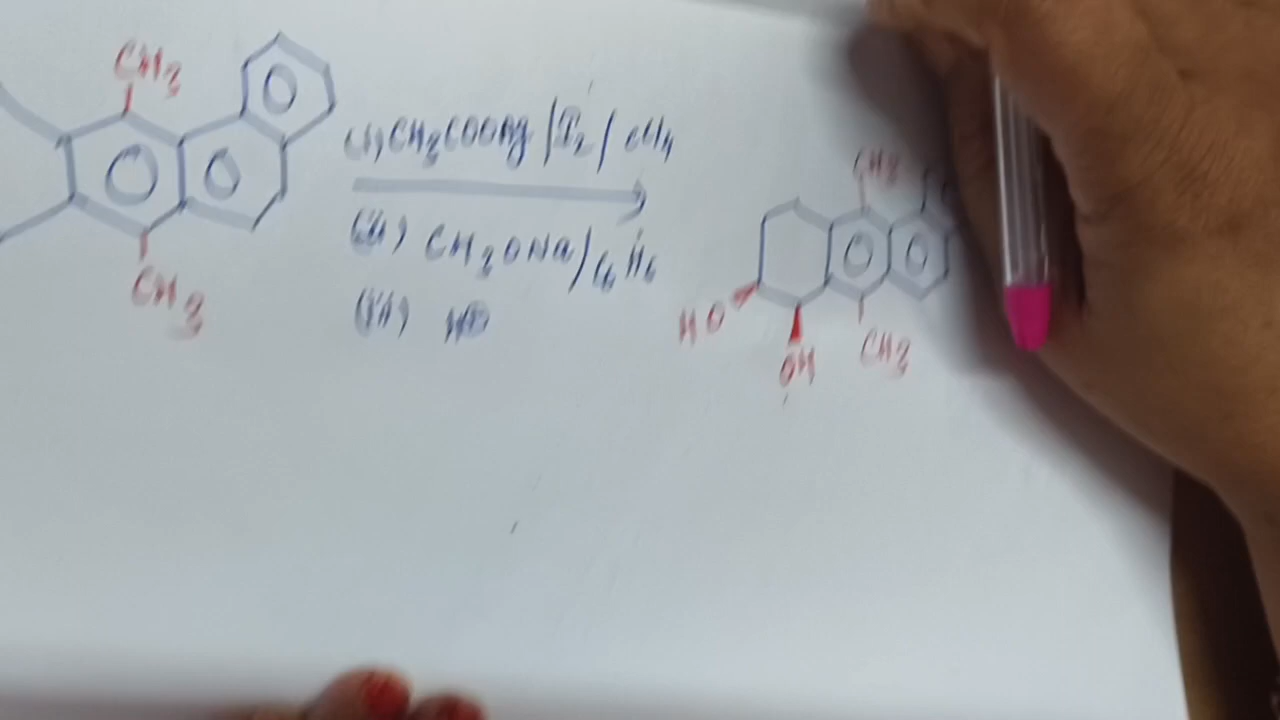 CH3
CH3
(i) CH3COOAg / I2 / CCl4
(ii) CH3ONa / C6H6
(iii)
CH3
HO
OH
CH3